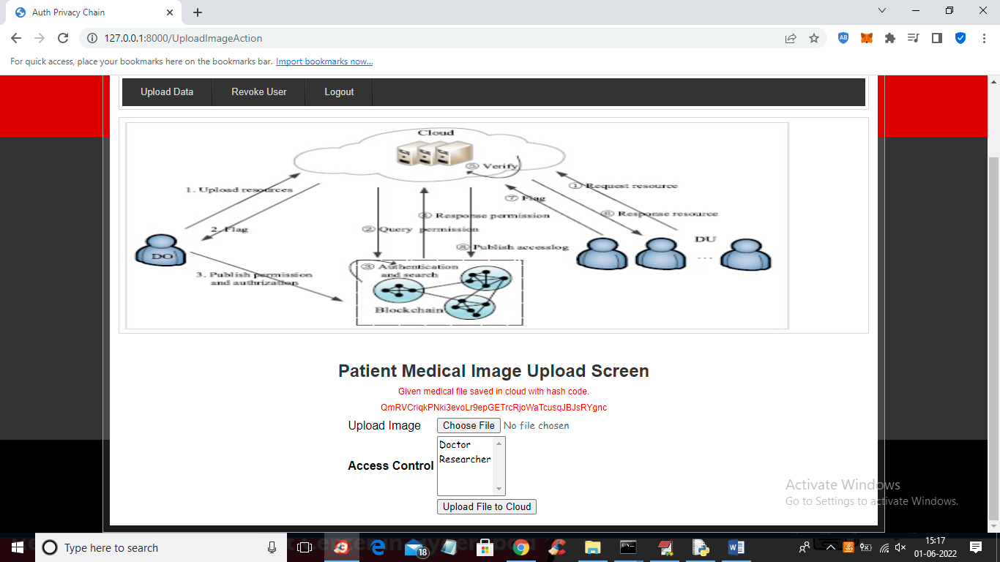 Auth Privacy Chain
127.0.0.1:8000/UploadImageAction
For quick access, place your bookmarks here on the bookmarks bar. Import bookmarks now...
Upload Data Revoke User Logout
Cloud
⑤ Verify
1. Upload resources
① Request resource
⑦ Flag
④ Response permission
⑥ Response resource
2. Flag
② Query permission
DU
⑧ Publish accesslog
...
DO
③ Authentication
and search
3. Publish permission
and authrization
Blockchain
Patient Medical Image Upload Screen
Given medical file saved in cloud with hash code.
QmRVCriqkPNki3evoLr9epGETrcRjoWaTcusqJBJsRYgnc
Upload Image Choose File No file chosen
Doctor
Researcher
Access Control
Upload File to Cloud
Activate Windows
Go to Settings to activate Windows.
Type here to search
18
15:17
01-06-2022